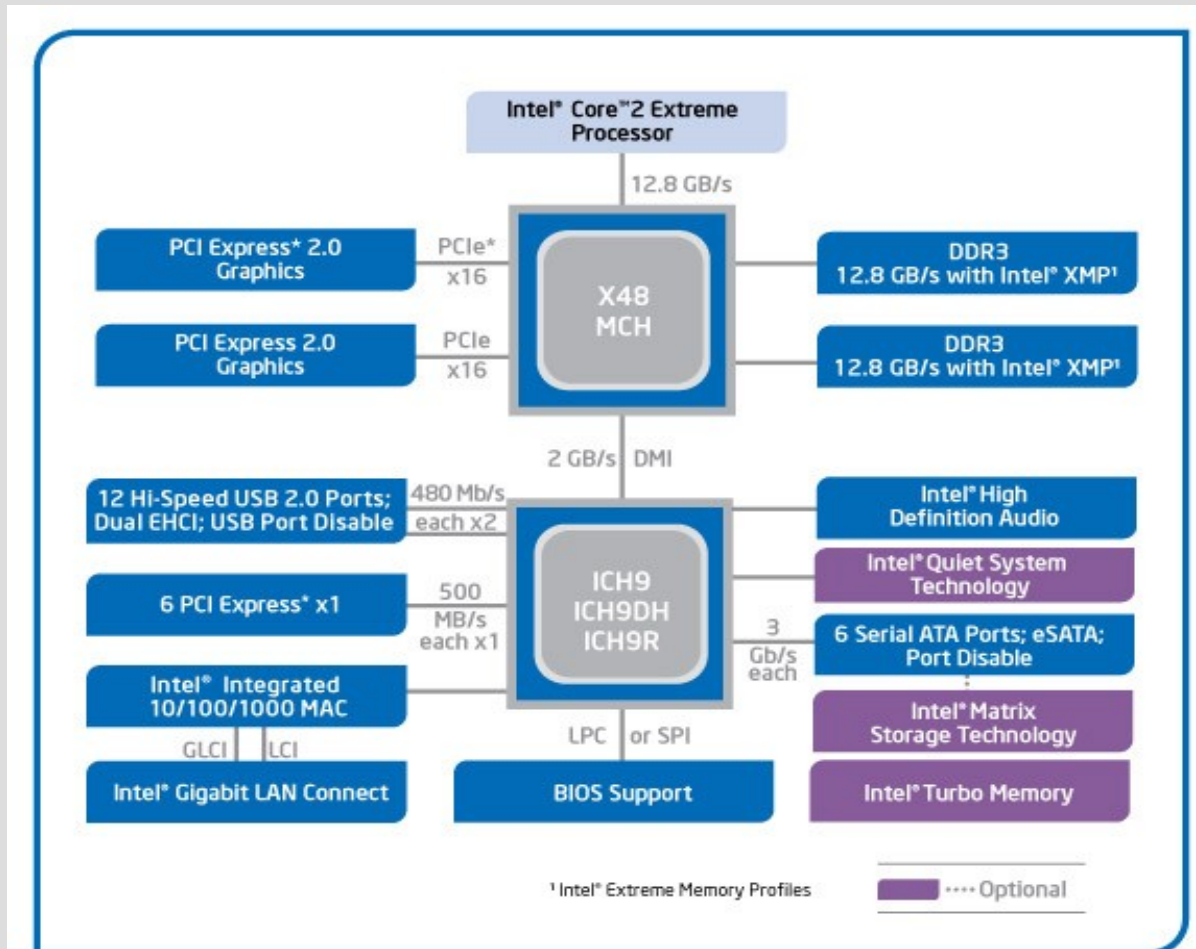 Intel® Core™2 Extreme
Processor
12.8 GB/s
PCI Express* 2.0
Graphics
PCIe*
x16
X48
MCH
DDR3
12.8 GB/s with Intel® XMP¹
PCI Express 2.0
Graphics
PCIe
x16
DDR3
12.8 GB/s with Intel® XMP¹
2 GB/s DMI
12 Hi-Speed USB 2.0 Ports;
Dual EHCI; USB Port Disable
480 Mb/s
each x2
Intel® High
Definition Audio
Intel® Quiet System
Technology
6 PCI Express* x1
500
MB/s
each x1
ICH9
ICH9DH
ICH9R
3
Gb/s
each
6 Serial ATA Ports; eSATA;
Port Disable
Intel® Integrated
10/100/1000 MAC
Intel® Matrix
Storage Technology
GLCI LCI
LPC or SPI
Intel® Gigabit LAN Connect
BIOS Support
Intel® Turbo Memory
¹ Intel® Extreme Memory Profiles
Optional